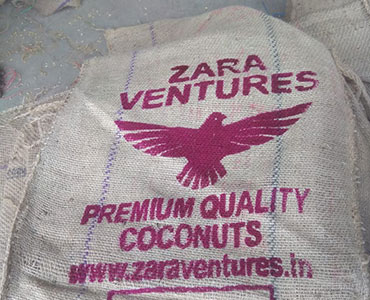 ZARA
VENTURES
PREMIUM QUALITY
COCONUTS
www.zaraventures.in